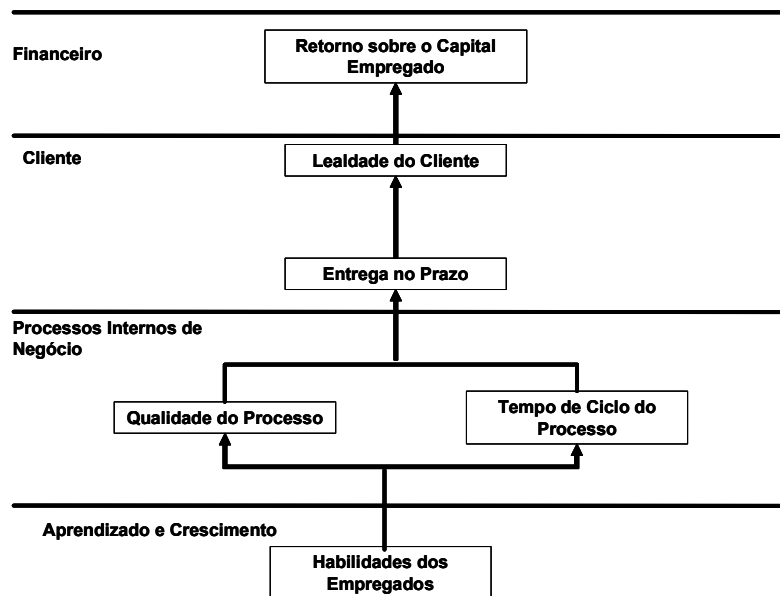 Financeiro
Retorno sobre o Capital
Empregado
Cliente
Lealdade do Cliente
Entrega no Prazo
Processos Internos de
Negócio
Qualidade do Processo
Tempo de Ciclo do
Processo
Aprendizado e Crescimento
Habilidades dos
Empregados